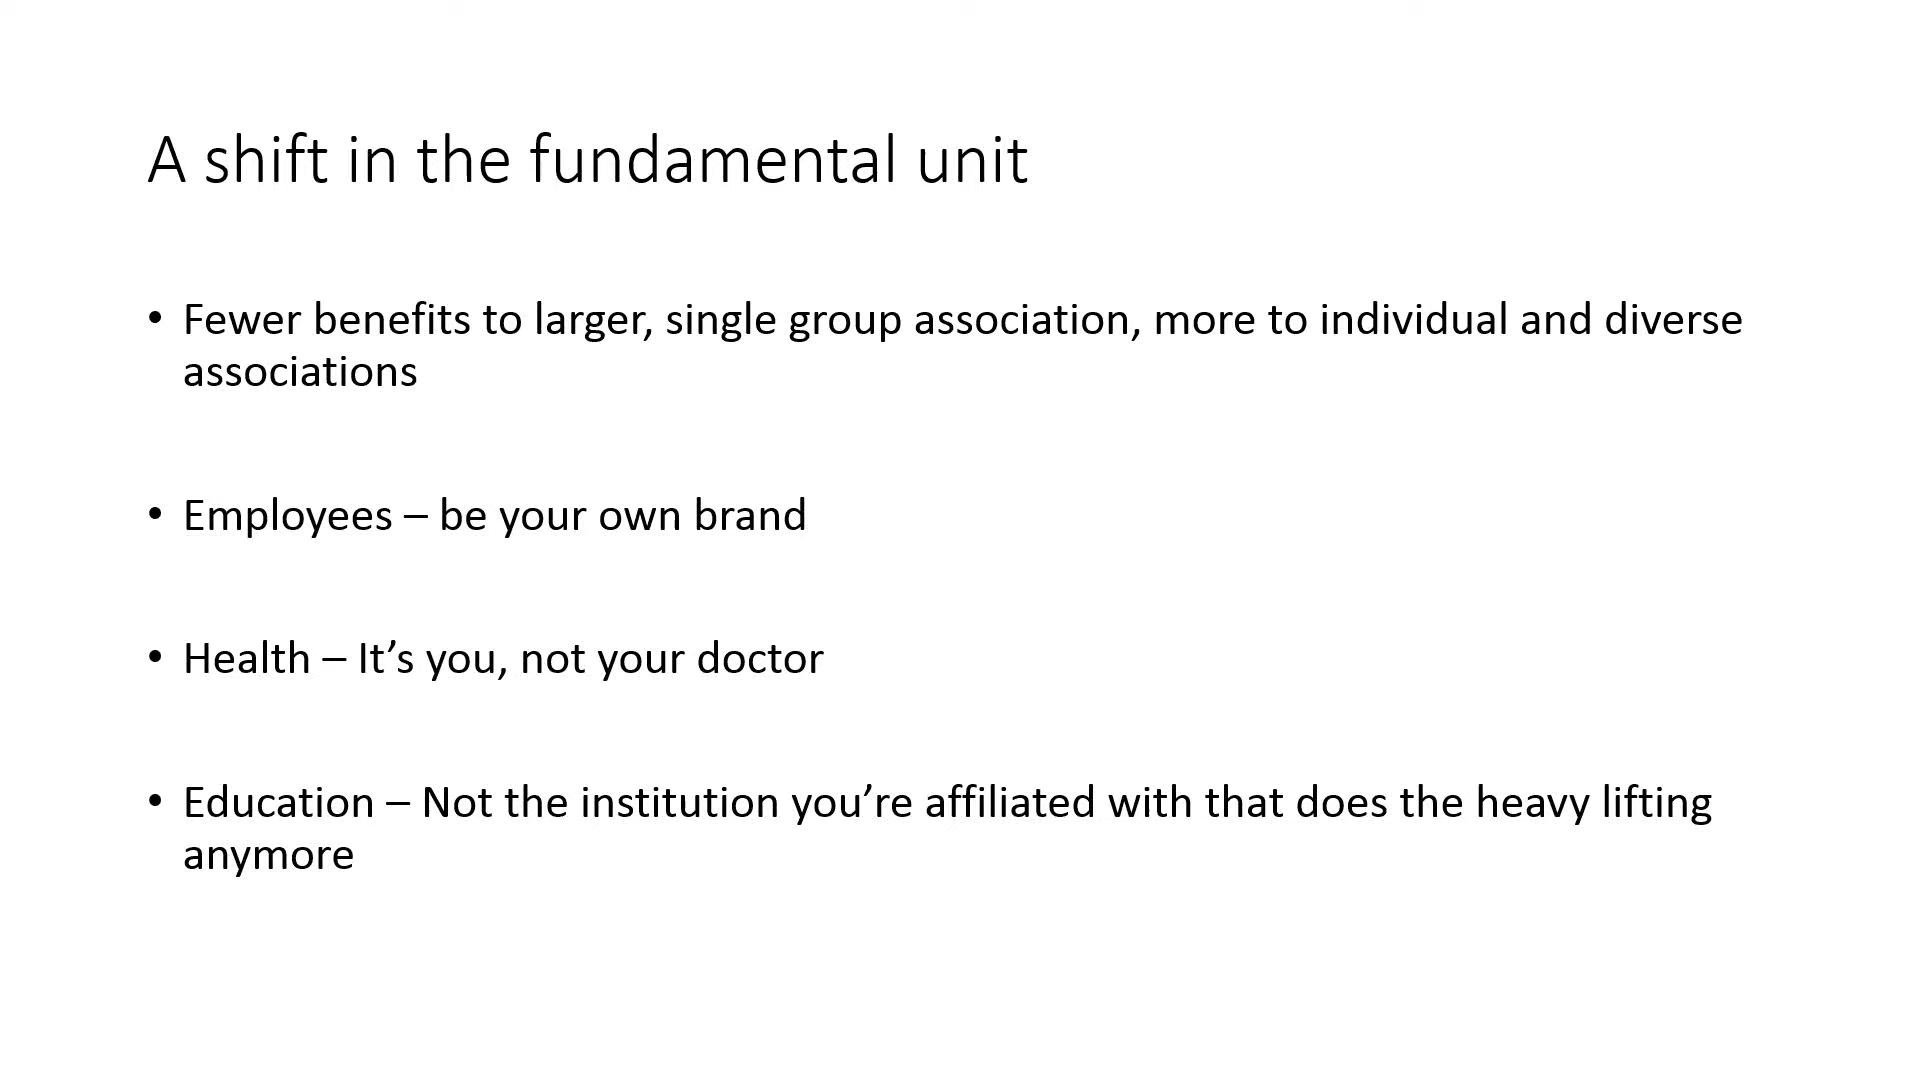 A shift in the fundamental unit
• Fewer benefits to larger, single group association, more to individual and diverse
associations
• Employees – be your own brand
• Health – It’s you, not your doctor
• Education – Not the institution you’re affiliated with that does the heavy lifting
anymore